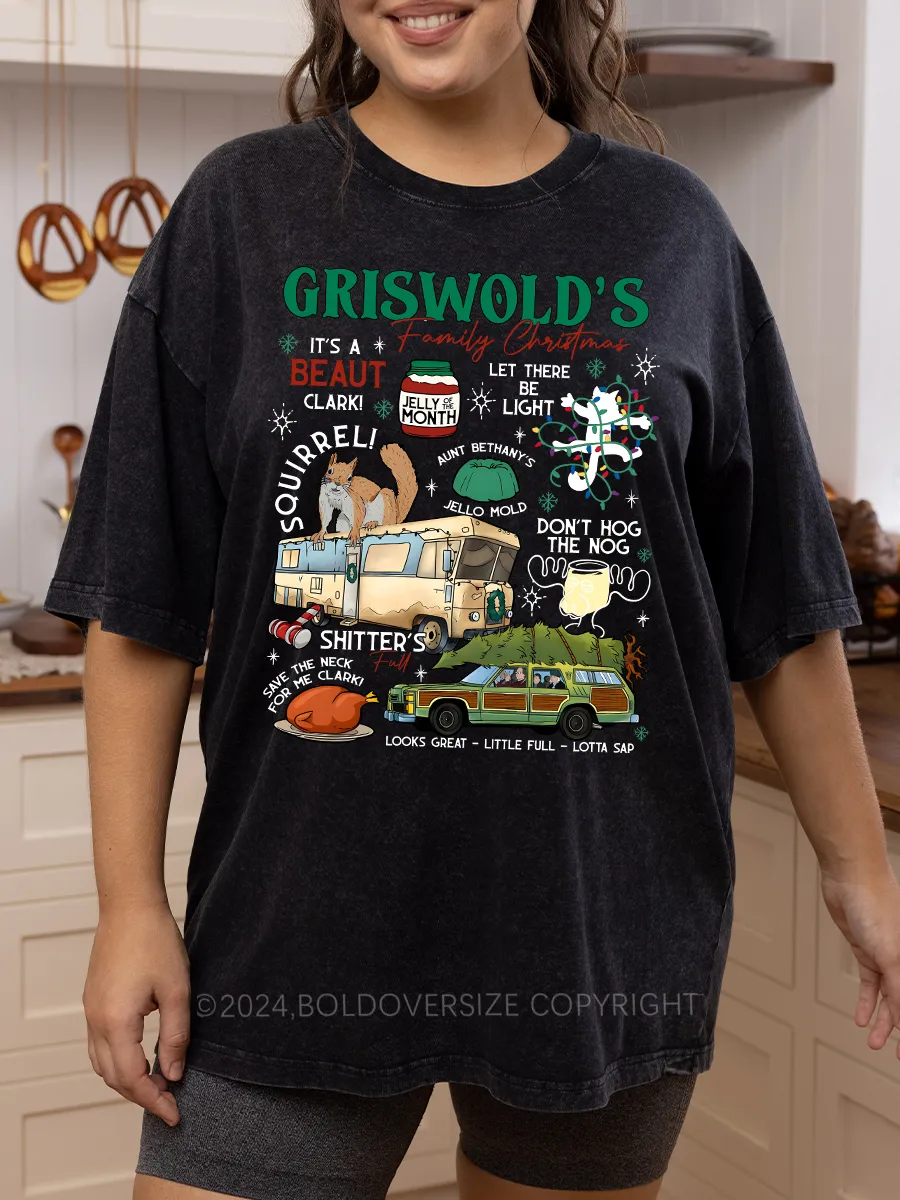 GRISWOLD'S
Family Christmas
IT'S A
BEAUT
CLARK!
JELLY OF THE
MONTH
LET THERE
BE
LIGHT
SQUIRREL!
AUNT BETHANY'S
JELLO MOLD
DON'T HOG
THE NOG
SHITTER'S
Full
SAVE THE NECK
FOR ME CLARK!
LOOKS GREAT - LITTLE FULL - LOTTA SAP
©2024,BOLDOVERSIZE COPYRIGHT